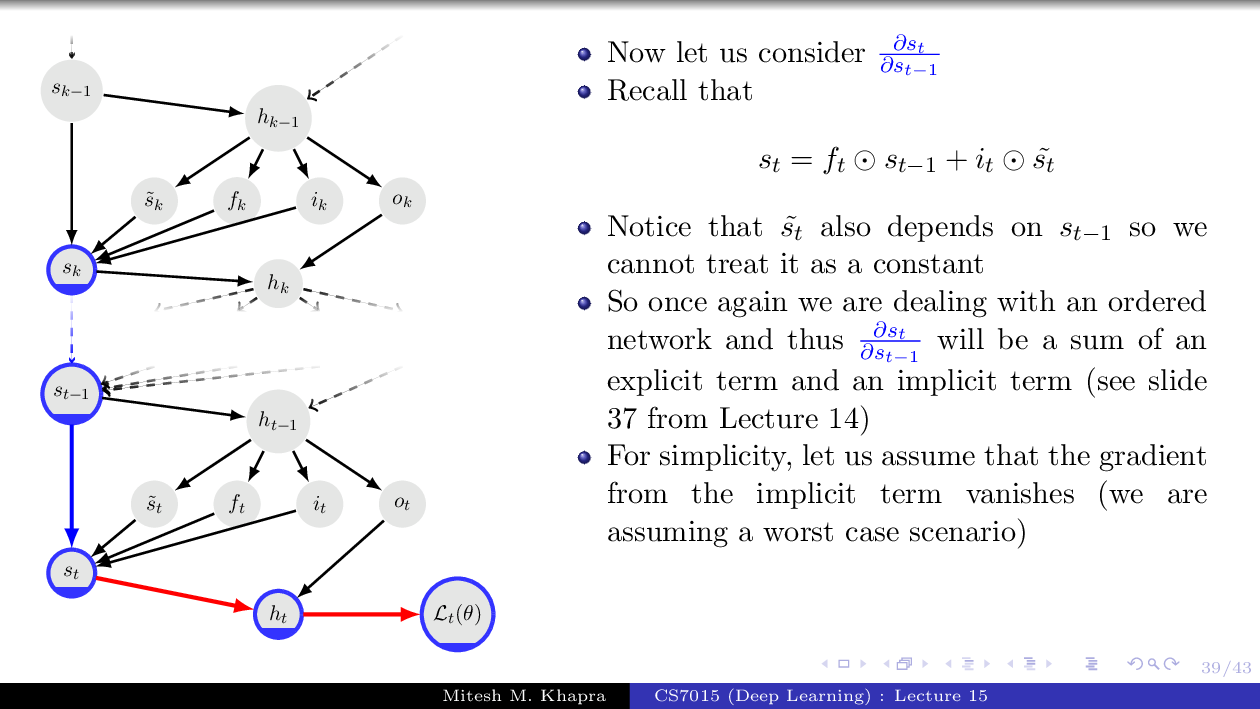 s_{k−1}
h_{k−1}
s̃_k f_k i_k o_k
s_k
h_k
s_{t−1}
h_{t−1}
s̃_t f_t i_t o_t
s_t
h_t
ℒ_t(θ)
Now let us consider ∂s_t/∂s_{t−1}
Recall that
s_t = f_t ⊙ s_{t−1} + i_t ⊙ s̃_t
Notice that s̃_t also depends on s_{t−1} so we
cannot treat it as a constant
So once again we are dealing with an ordered
network and thus ∂s_t/∂s_{t−1} will be a sum of an
explicit term and an implicit term (see slide
37 from Lecture 14)
For simplicity, let us assume that the gradient
from the implicit term vanishes (we are
assuming a worst case scenario)
39/43
Mitesh M. Khapra CS7015 (Deep Learning) : Lecture 15